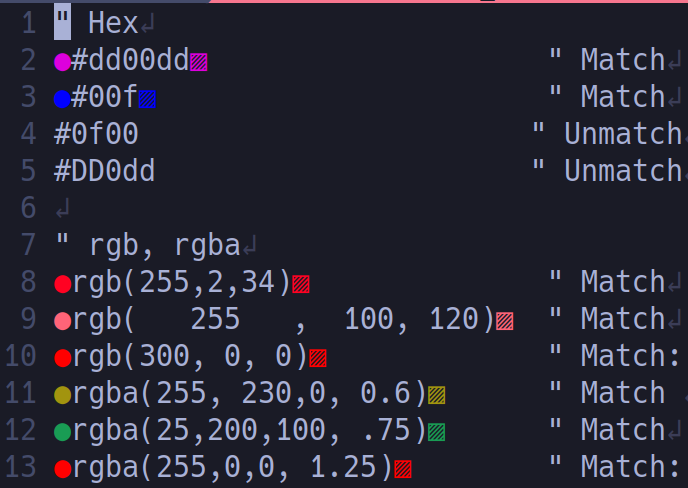 1 " Hex
2 #dd00dd " Match
3 #00f " Match
4 #0f00 " Unmatch
5 #DD0dd " Unmatch
6
7 " rgb, rgba
8 rgb(255,2,34) " Match
9 rgb(   255   ,  100, 120) " Match
10 rgb(300, 0, 0) " Match:
11 rgba(255, 230,0, 0.6) " Match
12 rgba(25,200,100, .75) " Match
13 rgba(255,0,0, 1.25) " Match: